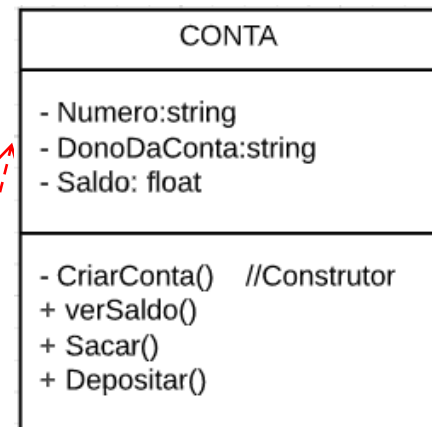 CONTA
- Numero:string
- DonoDaConta:string
- Saldo: float
- CriarConta()    //Construtor
+ verSaldo()
+ Sacar()
+ Depositar()